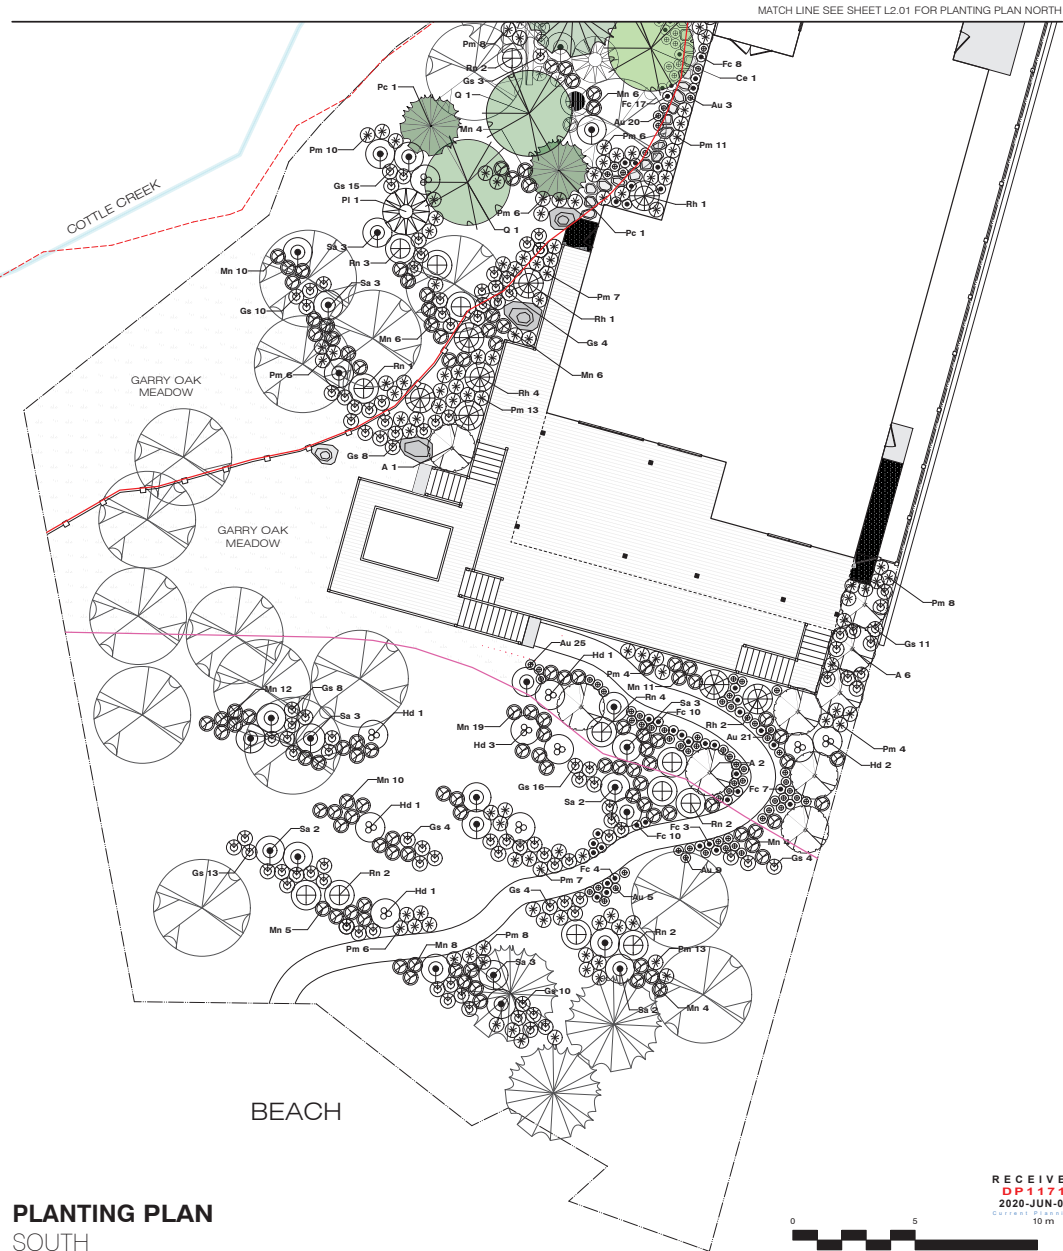 MATCH LINE SEE SHEET L2.01 FOR PLANTING PLAN NORTH
Pm 8
Rn 2
Gs 3
Q 1
Pc 1
Mn 4
Mn 6
Fc 17
Au 20
Pm 6
Fc 8
Ce 1
Au 3
Pm 11
Pm 10
Gs 15
Pl 1
Pm 6
Q 1
Rh 1
Pc 1
COTTLE CREEK
Sa 3
Rn 3
Mn 10
Sa 3
Gs 10
Mn 6
Pm 7
Rh 1
Gs 4
Mn 6
Pm 6
Rn 1
Rh 4
Pm 13
GARRY OAK
MEADOW
Gs 8
A 1
GARRY OAK
MEADOW
Pm 8
Gs 11
A 6
Au 25
Hd 1
Pm 4
Mn 11
Rn 4
Sa 3
Fc 10
Rh 2
Au 21
Pm 4
Hd 2
Mn 12
Gs 8
Sa 3
Hd 1
Mn 19
Hd 3
Gs 16
A 2
Fc 7
Mn 10
Hd 1
Gs 4
Sa 2
Rn 2
Fc 3
Fc 10
Mn 4
Gs 4
Sa 2
Gs 13
Rn 2
Hd 1
Mn 5
Pm 6
Pm 7
Fc 4
Au 9
Gs 4
Au 5
Mn 8
Pm 8
Sa 3
Gs 10
Rn 2
Pm 13
Sa 2
Mn 4
BEACH
RECEIVE
DP1171
2020-JUN-0
Current Plann
PLANTING PLAN
SOUTH
0 5 10 m